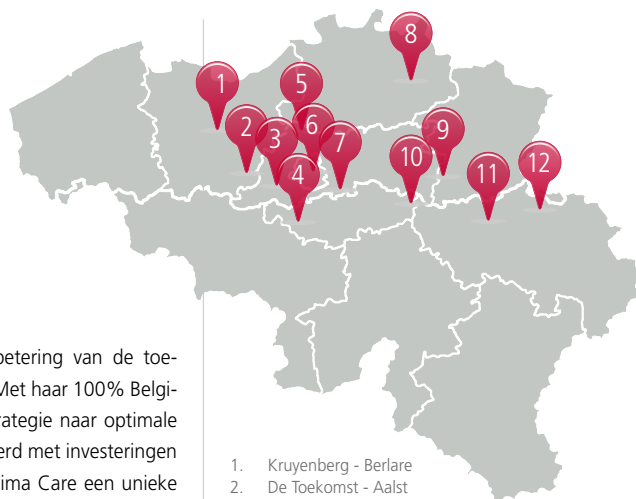 8
1
5
2
6
3
7
9
4
10
11
12
betering van de toe-
Met haar 100% Belgi-
rategie naar optimale
erd met investeringen
ima Care een unieke
1. Kruyenberg - Berlare
2. De Toekomst - Aalst